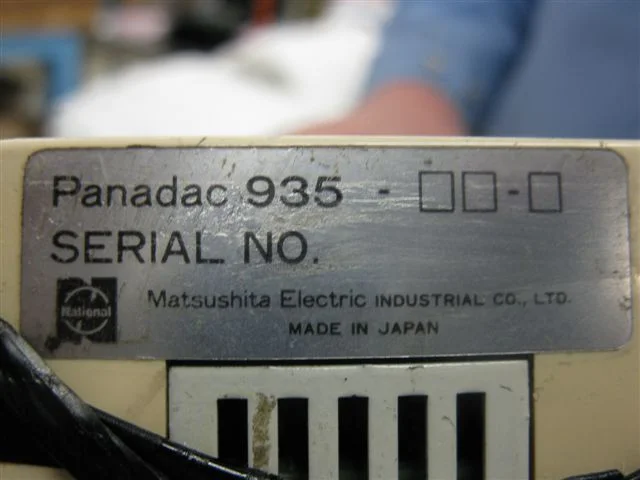 Panadac 935 - □□-□
SERIAL NO.
National
Matsushita Electric INDUSTRIAL CO., LTD.
MADE IN JAPAN